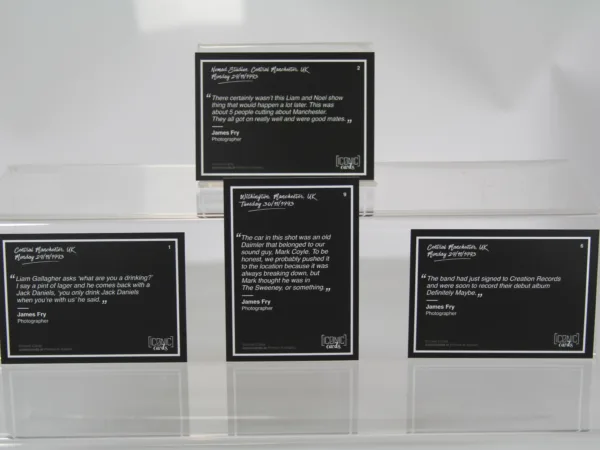 2
Monday 29/11/1993
“There certainly wasn't this Liam and Noel show
thing that would happen a lot later. This was
about 5 people cutting about Manchester.
They all got on really well and were good mates.„
James Fry
Photographer
[ICONIC]
9
Withington, Manchester, UK
Tuesday 30/11/1993
“The car in this shot was an old
Daimler that belonged to our
sound guy, Mark Coyle. To be
honest, we probably pushed it
to the location because it was
always breaking down, but
Mark thought he was in
The Sweeney, or something.„
James Fry
Photographer
[ICONIC]
1
Central Manchester, UK
Monday 29/11/1993
“Liam Gallagher asks ‘what are you a drinking?’
I say a pint of lager and he comes back with a
Jack Daniels, ‘you only drink Jack Daniels
when you're with us’ he said.„
James Fry
Photographer
[ICONIC]
Central Manchester, UK
Monday 29/11/1993
“The band had just signed to Creation Records
and were soon to record their debut album
Definitely Maybe.„
James Fry
Photographer
[ICONIC]